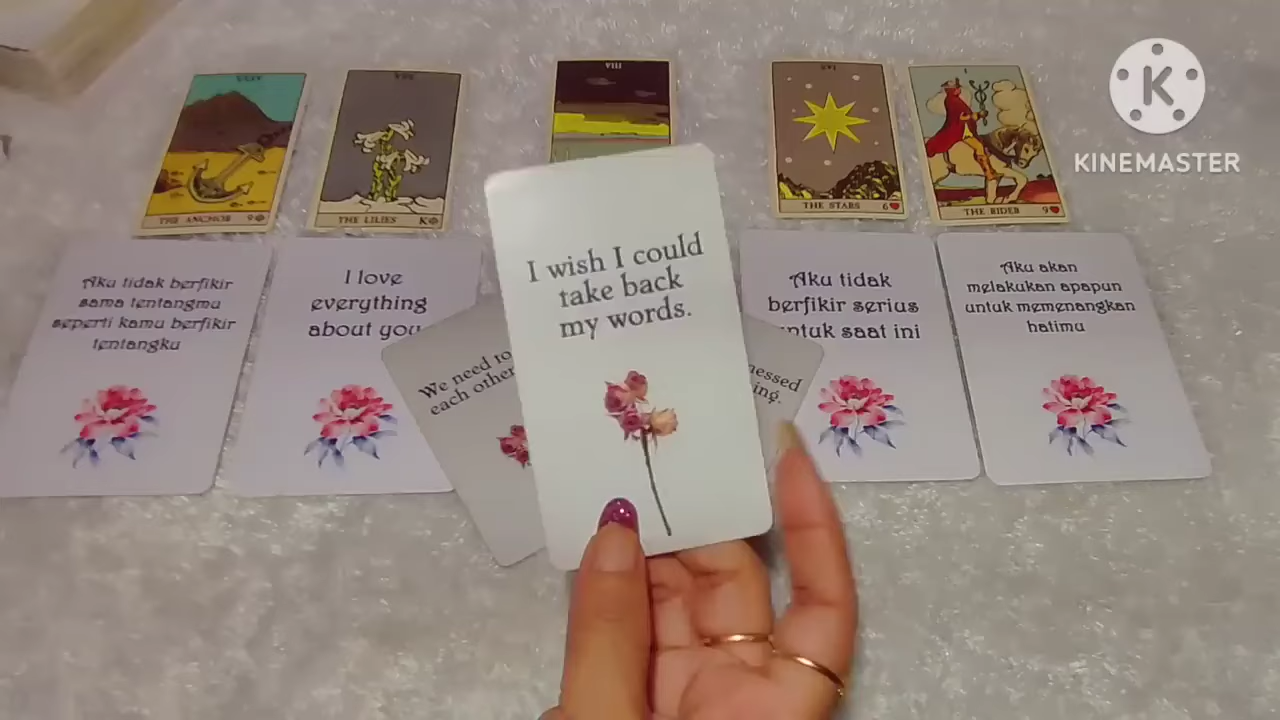 VIII
XVI
I
THE ANCHOR 9
THE LILIES K
THE STARS 6
THE RIDER 9
KINEMASTER
Aku tidak berfikir
sama tentangmu
seperti kamu berfikir
tentangku
I love
everything
about you
We need to
each other
I wish I could
take back
my words.
Aku tidak
berfikir serius
untuk saat ini
Aku akan
melakukan apapun
untuk memenangkan
hatimu